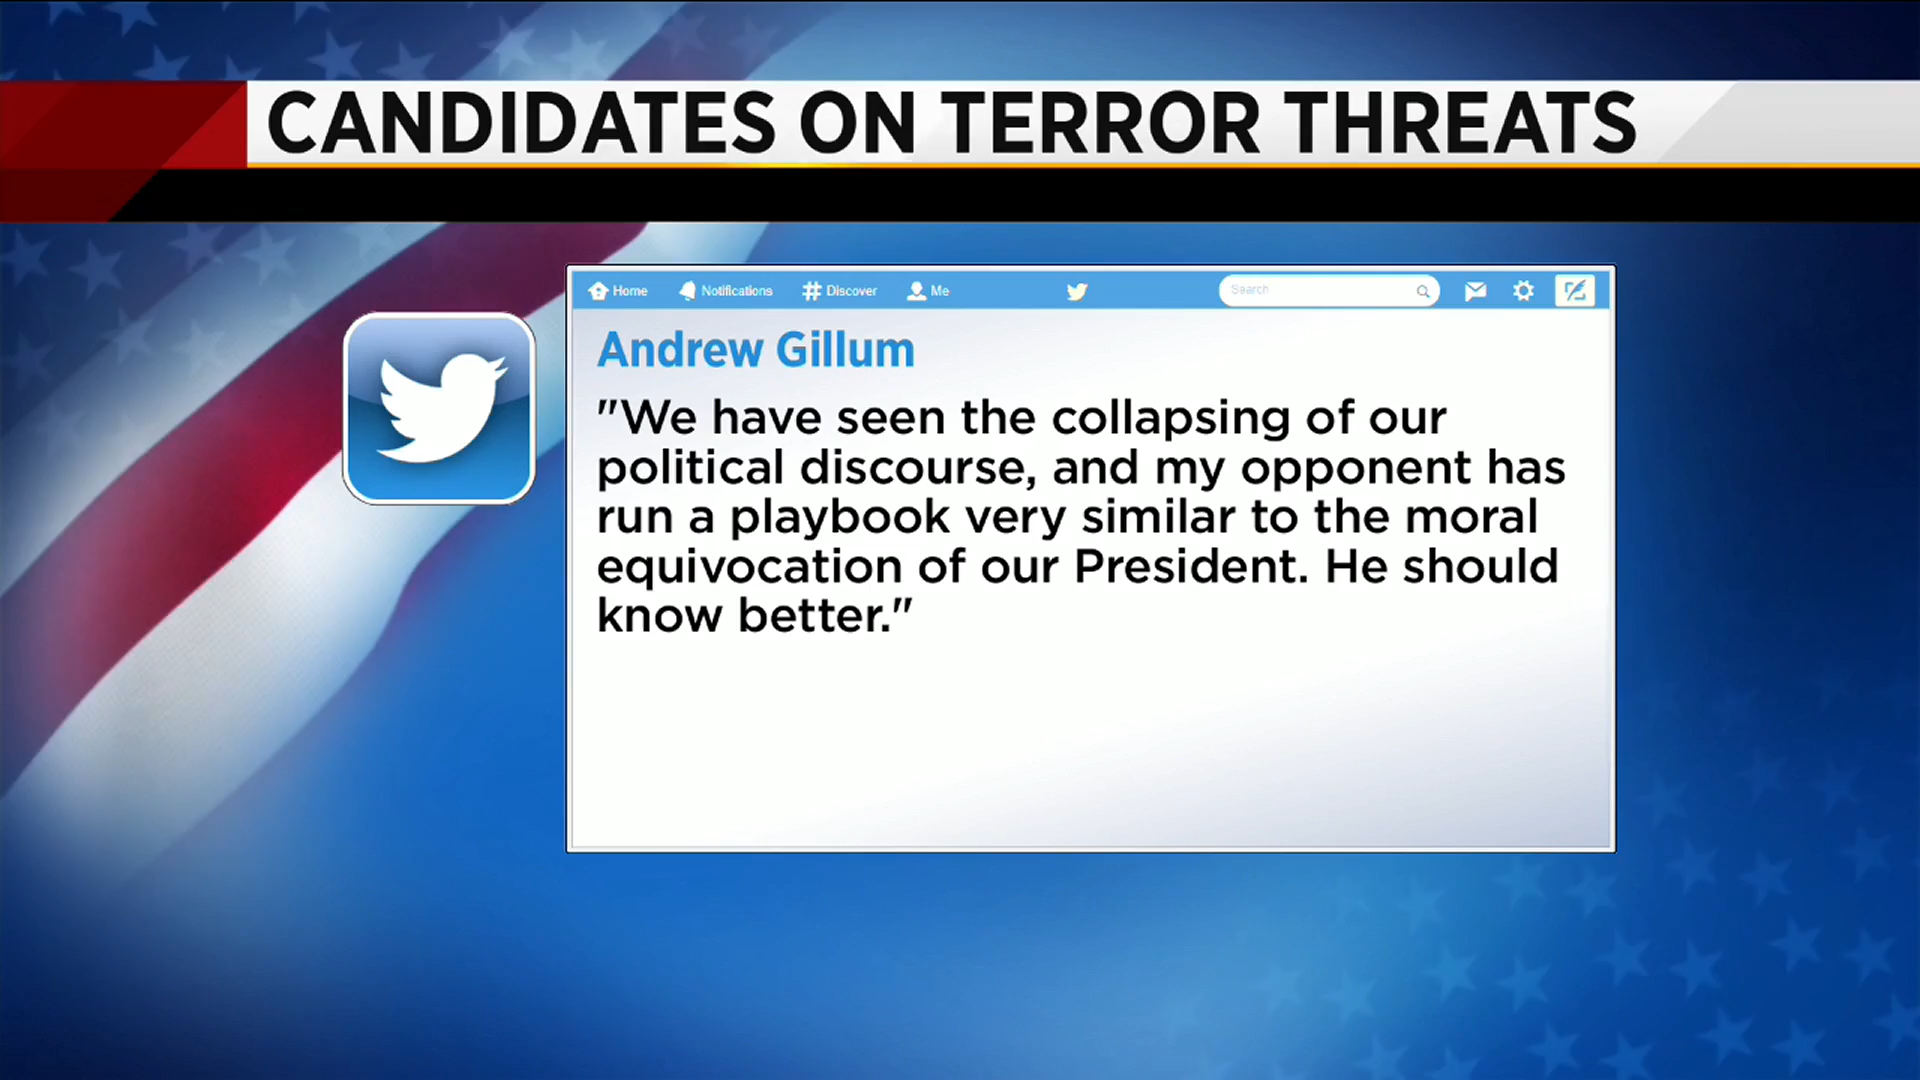 CANDIDATES ON TERROR THREATS
Home Notifications Discover Me Search
Andrew Gillum
"We have seen the collapsing of our
political discourse, and my opponent has
run a playbook very similar to the moral
equivocation of our President. He should
know better."